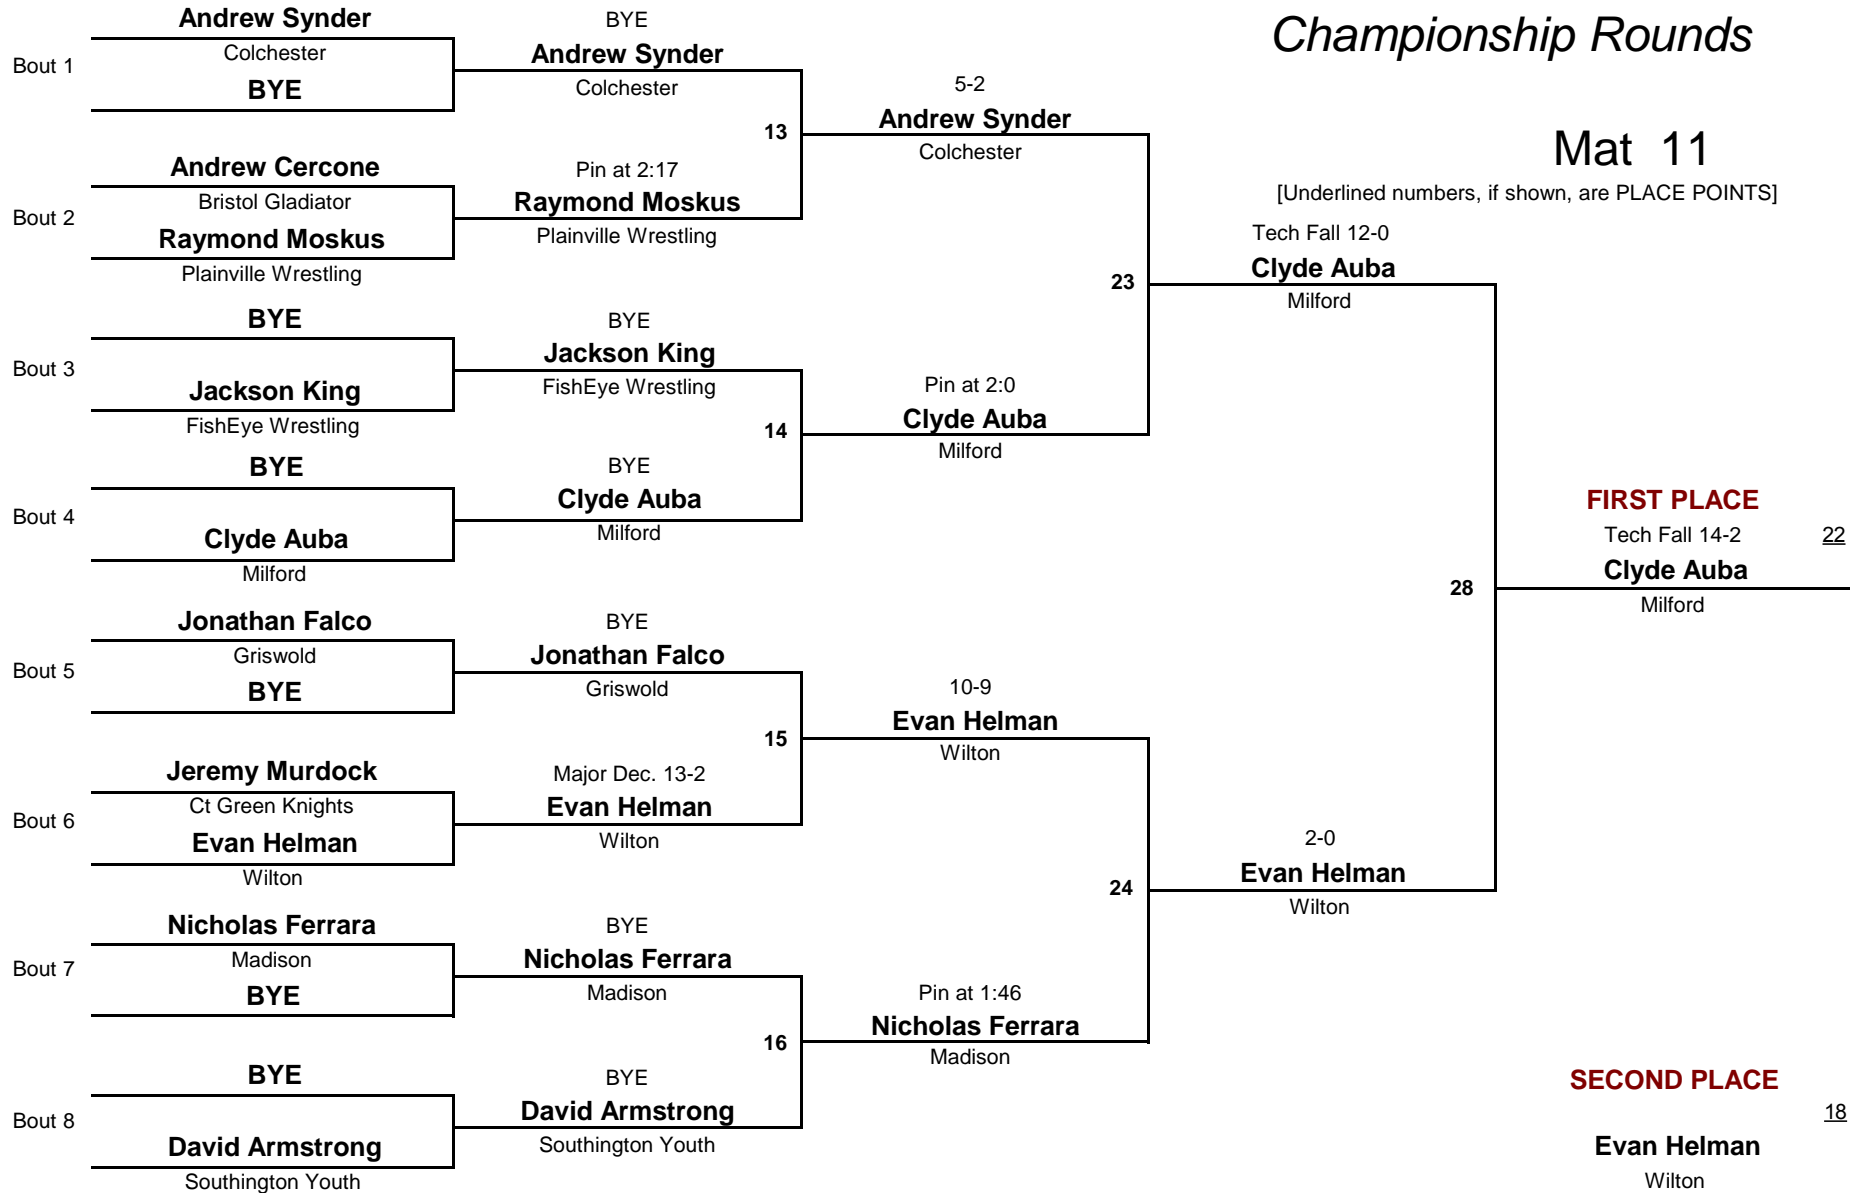 Championship Rounds
Mat 11
[Underlined numbers, if shown, are PLACE POINTS]
Bout 1
Andrew Synder
Colchester
BYE
Bout 2
Andrew Cercone
Bristol Gladiator
Raymond Moskus
Plainville Wrestling
Bout 3
BYE
Jackson King
FishEye Wrestling
Bout 4
BYE
Clyde Auba
Milford
Bout 5
Jonathan Falco
Griswold
BYE
Bout 6
Jeremy Murdock
Ct Green Knights
Evan Helman
Wilton
Bout 7
Nicholas Ferrara
Madison
BYE
Bout 8
BYE
David Armstrong
Southington Youth
BYE
Andrew Synder
Colchester
13
Pin at 2:17
Raymond Moskus
Plainville Wrestling
BYE
Jackson King
FishEye Wrestling
14
BYE
Clyde Auba
Milford
BYE
Jonathan Falco
Griswold
15
Major Dec. 13-2
Evan Helman
Wilton
BYE
Nicholas Ferrara
Madison
16
BYE
David Armstrong
Southington Youth
5-2
Andrew Synder
Colchester
23
Pin at 2:0
Clyde Auba
Milford
10-9
Evan Helman
Wilton
24
Pin at 1:46
Nicholas Ferrara
Madison
Tech Fall 12-0
Clyde Auba
Milford
28
2-0
Evan Helman
Wilton
FIRST PLACE
Tech Fall 14-2 22
Clyde Auba
Milford
SECOND PLACE
18
Evan Helman
Wilton